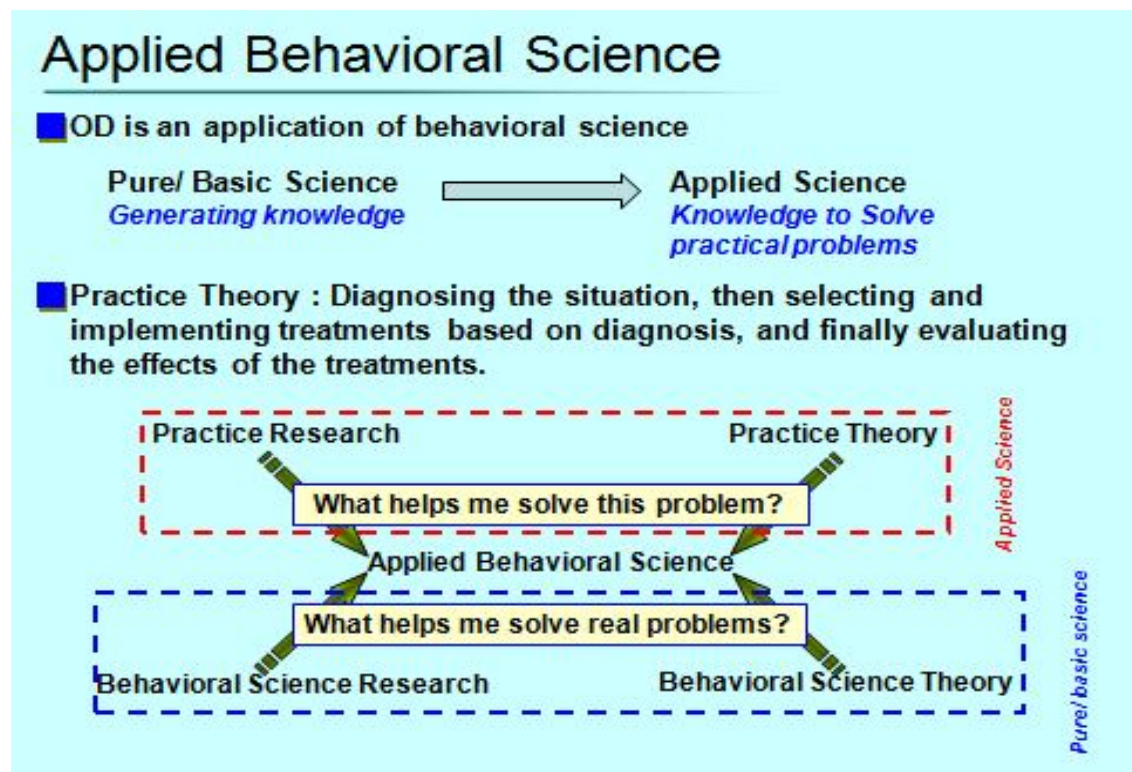 Applied Behavioral Science
OD is an application of behavioral science
Pure/ Basic Science
Generating knowledge
Applied Science
Knowledge to Solve
practical problems
Practice Theory : Diagnosing the situation, then selecting and
implementing treatments based on diagnosis, and finally evaluating
the effects of the treatments.
Practice Research
Practice Theory
Applied Science
What helps me solve this problem?
Applied Behavioral Science
What helps me solve real problems?
Behavioral Science Research
Behavioral Science Theory
Pure/ basic science